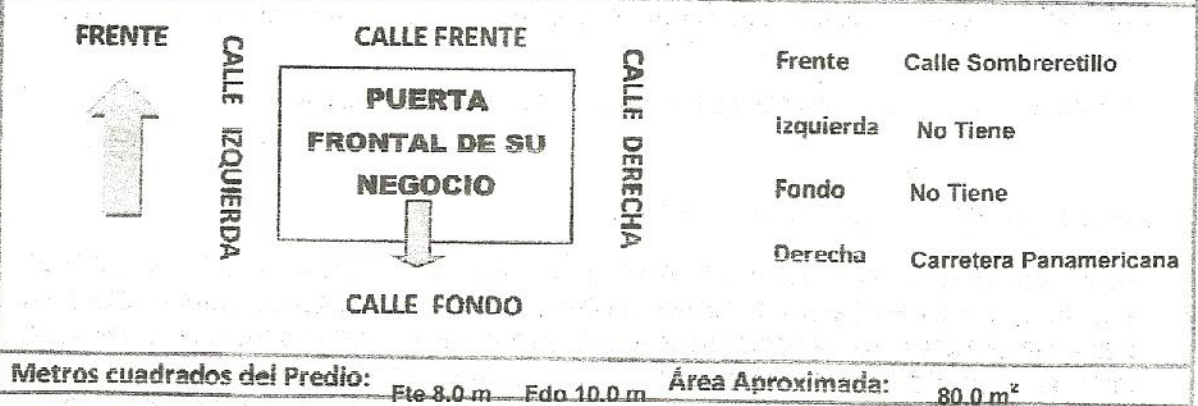 FRENTE
CALLE IZQUIERDA
CALLE FRENTE
PUERTA
FRONTAL DE SU
NEGOCIO
CALLE FONDO
CALLE DERECHA
Frente Calle Sombreretillo
izquierda No Tiene
Fondo No Tiene
Derecha Carretera Panamericana
Metros cuadrados del Predio: Fte 8.0 m Fdo 10.0 m Área Aproximada: 80.0 m²